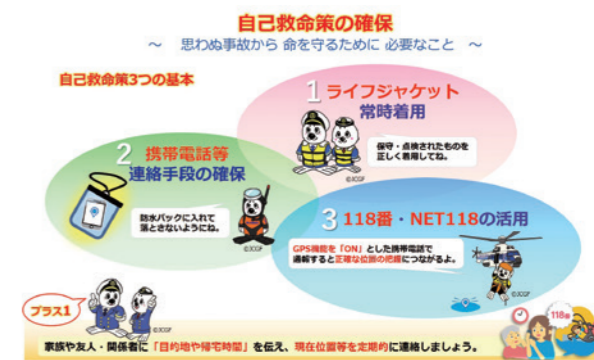 自己救命策の確保
～ 思わぬ事故から 命を守るために 必要なこと ～
自己救命策3つの基本
1 ライフジャケット
常時着用
保守・点検されたものを
正しく着用してね。
©JCGF
2 携帯電話等
連絡手段の確保
防水パックに入れて
落とさないようにね。
©JCGF
3 118番・NET118の活用
GPS機能を「ON」とした携帯電話で
通報すると正確な位置の把握につながるよ。
©JCGF
プラス1
©JCGF
118番
家族や友人・関係者に「目的地や帰宅時間」を伝え、現在位置等を定期的に連絡しましょう。